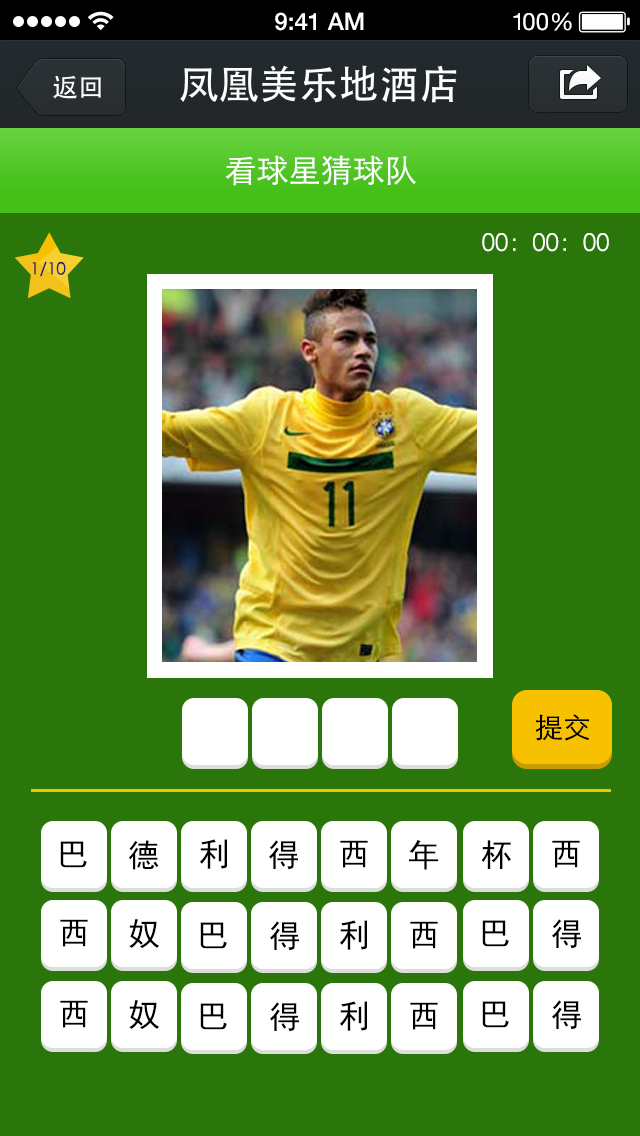 9:41 AM 100%
返回 凤凰美乐地酒店
看球星猜球队
1/10 00: 00: 00
11
提交
巴 德 利 得 西 年 杯 西
西 奴 巴 得 利 西 巴 得
西 奴 巴 得 利 西 巴 得